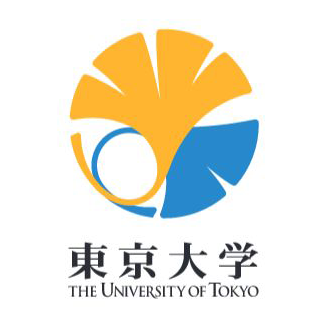 東京大学
THE UNIVERSITY OF TOKYO